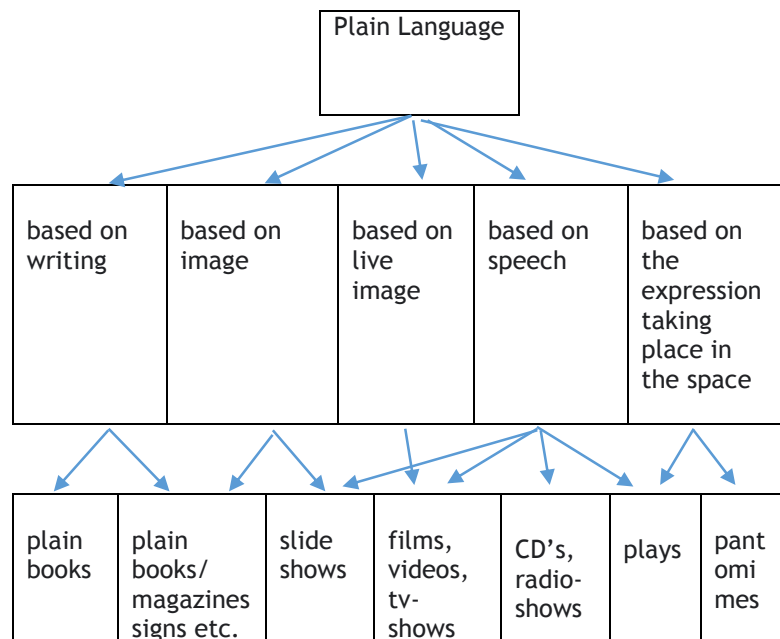 Plain Language
based on
writing
based on
image
based on
live
image
based on
speech
based on
the
expression
taking
place in
the space
plain
books
plain
books/
magazines
signs etc.
slide
shows
films,
videos,
tv-
shows
CD’s,
radio-
shows
plays
pant
omi
mes